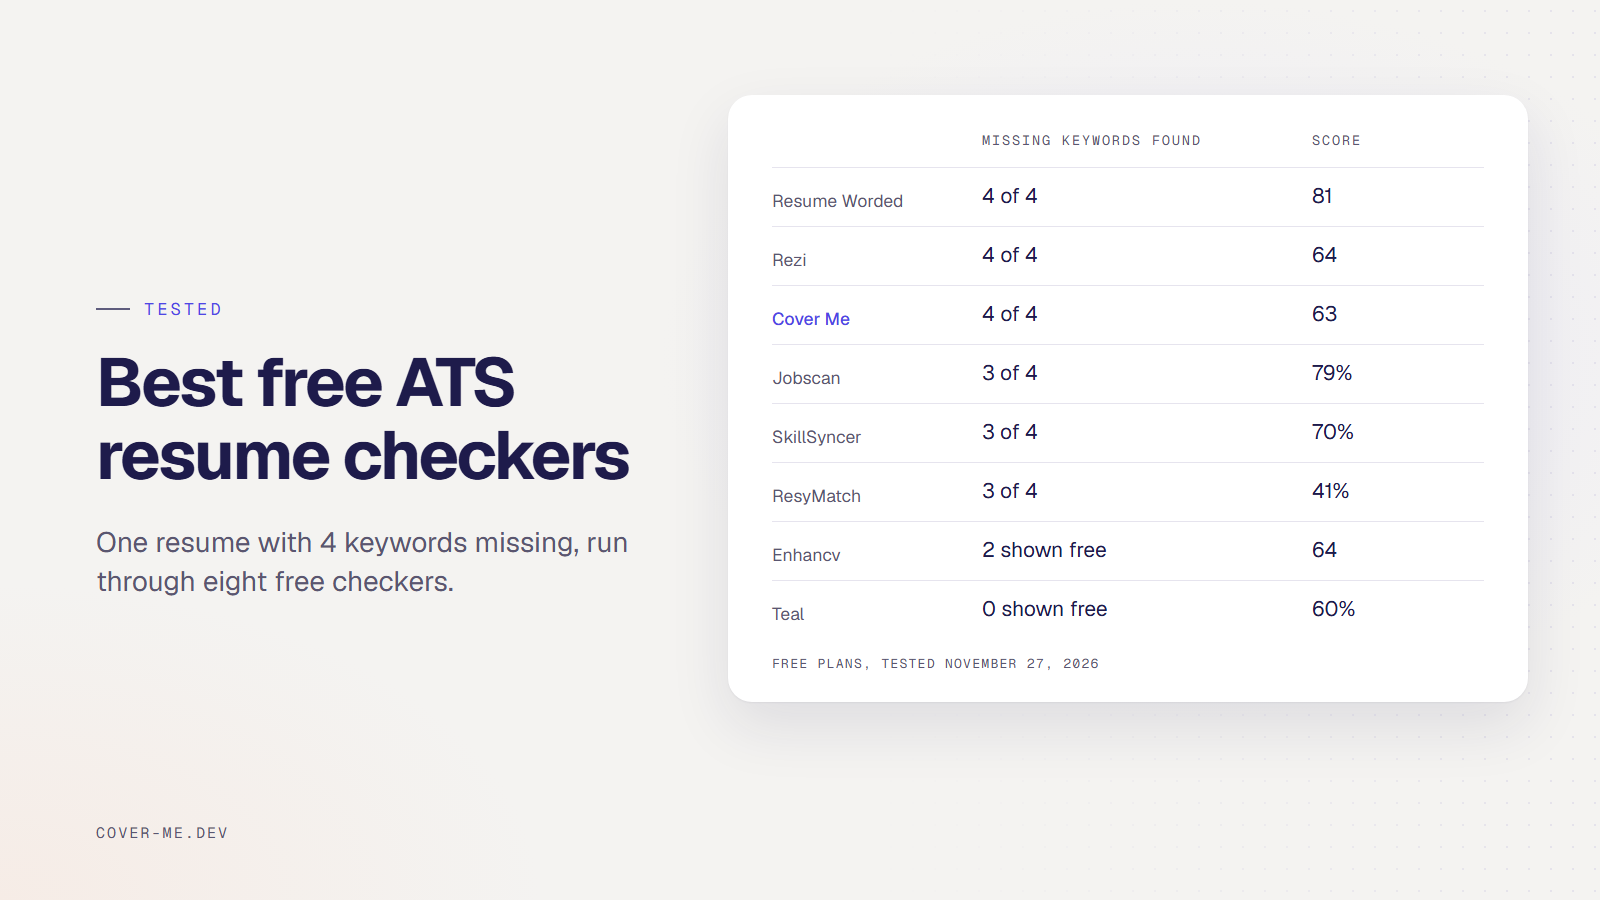 TESTED
Best free ATS
resume checkers
One resume with 4 keywords missing, run
through eight free checkers.
COVER-ME.DEV
MISSING KEYWORDS FOUND SCORE
Resume Worded 4 of 4 81
Rezi 4 of 4 64
Cover Me 4 of 4 63
Jobscan 3 of 4 79%
SkillSyncer 3 of 4 70%
ResyMatch 3 of 4 41%
Enhancv 2 shown free 64
Teal 0 shown free 60%
FREE PLANS, TESTED NOVEMBER 27, 2026